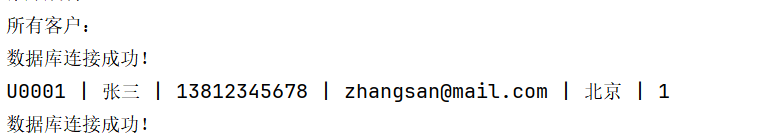 所有客户：
数据库连接成功！
U0001 | 张三 | 13812345678 | zhangsan@mail.com | 北京 | 1
数据库连接成功！